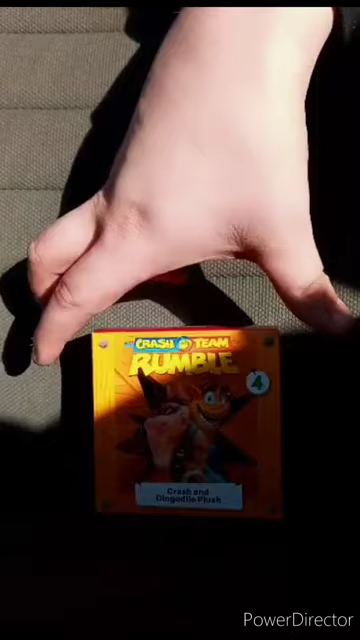 CRASH TEAM
RUMBLE
4
Crash and
Dingodile Plush
PowerDirector